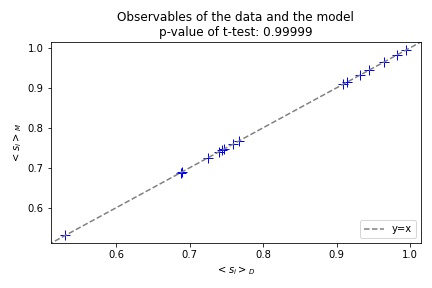 Observables of the data and the model
p-value of t-test: 0.99999
1.0
0.9
0.8
0.7
0.6
< s_i >_M
y=x
0.6 0.7 0.8 0.9 1.0
< s_i >_D